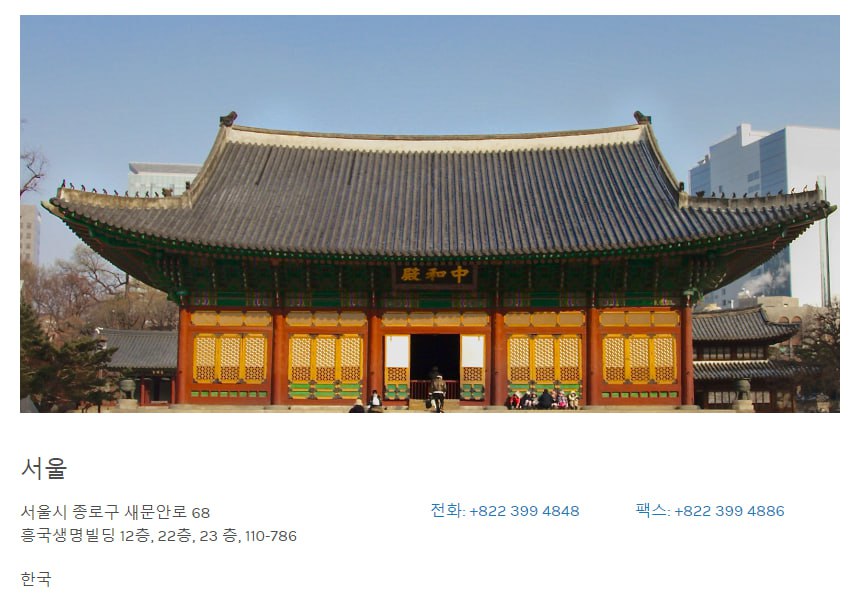 中和殿
서울
서울시 종로구 새문안로 68
흥국생명빌딩 12층, 22층, 23 층, 110-786
전화: +822 399 4848
팩스: +822 399 4886
한국